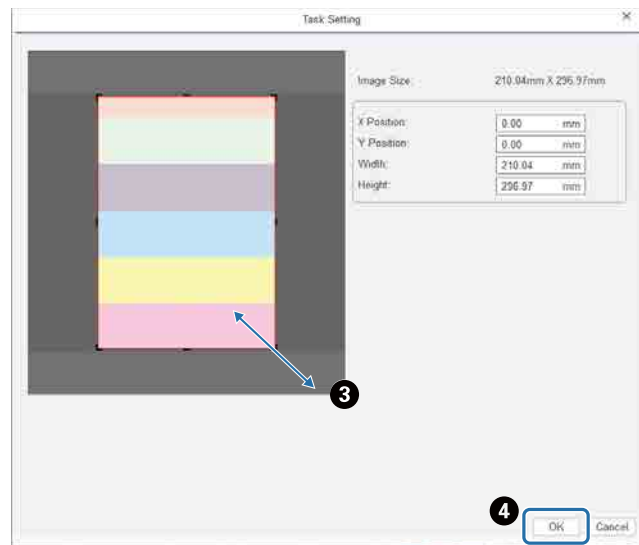 Task Setting
Image Size: 210.04mm X 296.97mm
X Position: 0.00 mm
Y Position: 0.00 mm
Width: 210.04 mm
Height: 296.97 mm
3
4
OK Cancel